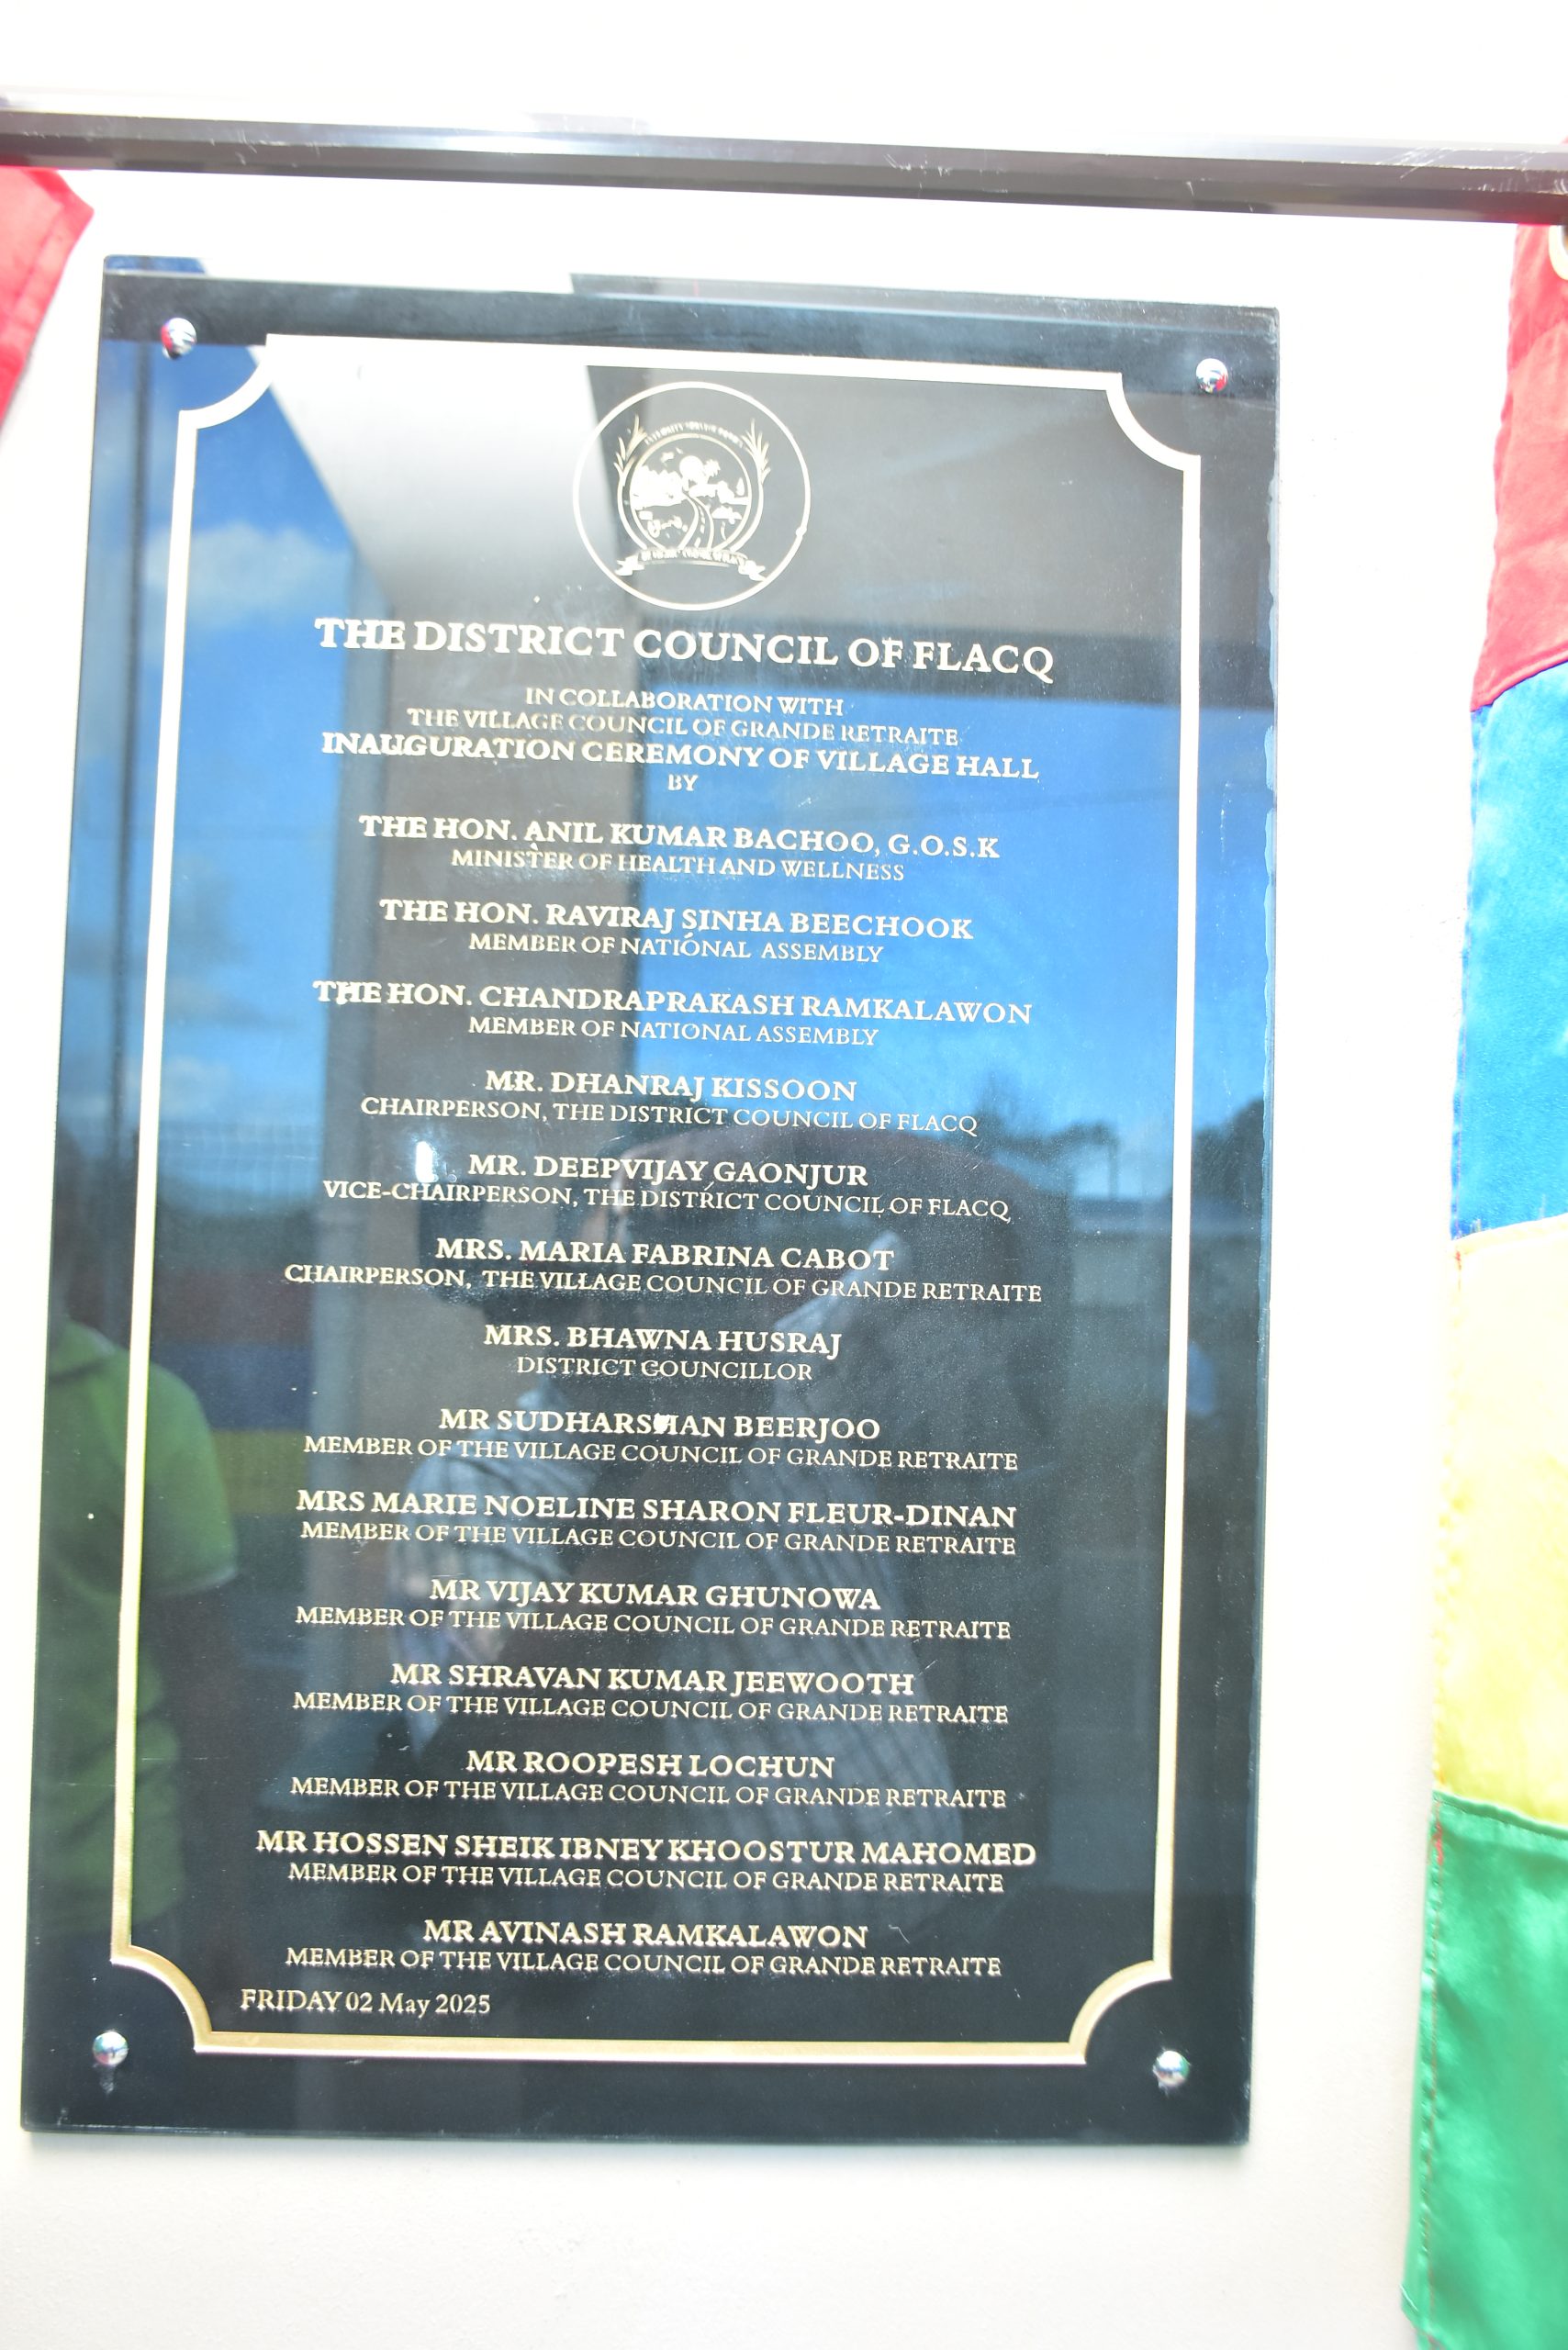 THE DISTRICT COUNCIL OF FLACQ
IN COLLABORATION WITH
THE VILLAGE COUNCIL OF GRANDE RETRAITE
INAUGURATION CEREMONY OF VILLAGE HALL
BY
THE HON. ANIL KUMAR BACHOO, G.O.S.K
MINISTER OF HEALTH AND WELLNESS
THE HON. RAVIRAJ SINHA BEECHOOK
MEMBER OF NATIONAL ASSEMBLY
THE HON. CHANDRAPRAKASH RAMKALAWON
MEMBER OF NATIONAL ASSEMBLY
MR. DHANRAJ KISSOON
CHAIRPERSON, THE DISTRICT COUNCIL OF FLACQ
MR. DEEPVIJAY GAONJUR
VICE-CHAIRPERSON, THE DISTRICT COUNCIL OF FLACQ
MRS. MARIA FABRINA CABOT
CHAIRPERSON, THE VILLAGE COUNCIL OF GRANDE RETRAITE
MRS. BHAWNA HUSRAJ
DISTRICT COUNCILLOR
MR SUDHARSHAN BEERJOO
MEMBER OF THE VILLAGE COUNCIL OF GRANDE RETRAITE
MRS MARIE NOELINE SHARON FLEUR-DINAN
MEMBER OF THE VILLAGE COUNCIL OF GRANDE RETRAITE
MR VIJAY KUMAR GHUNOWA
MEMBER OF THE VILLAGE COUNCIL OF GRANDE RETRAITE
MR SHRAVAN KUMAR JEEWOOTH
MEMBER OF THE VILLAGE COUNCIL OF GRANDE RETRAITE
MR ROOPESH LOCHUN
MEMBER OF THE VILLAGE COUNCIL OF GRANDE RETRAITE
MR HOSSEN SHEIK IBNEY KHOOSTUR MAHOMED
MEMBER OF THE VILLAGE COUNCIL OF GRANDE RETRAITE
MR AVINASH RAMKALAWON
MEMBER OF THE VILLAGE COUNCIL OF GRANDE RETRAITE
FRIDAY 02 May 2025